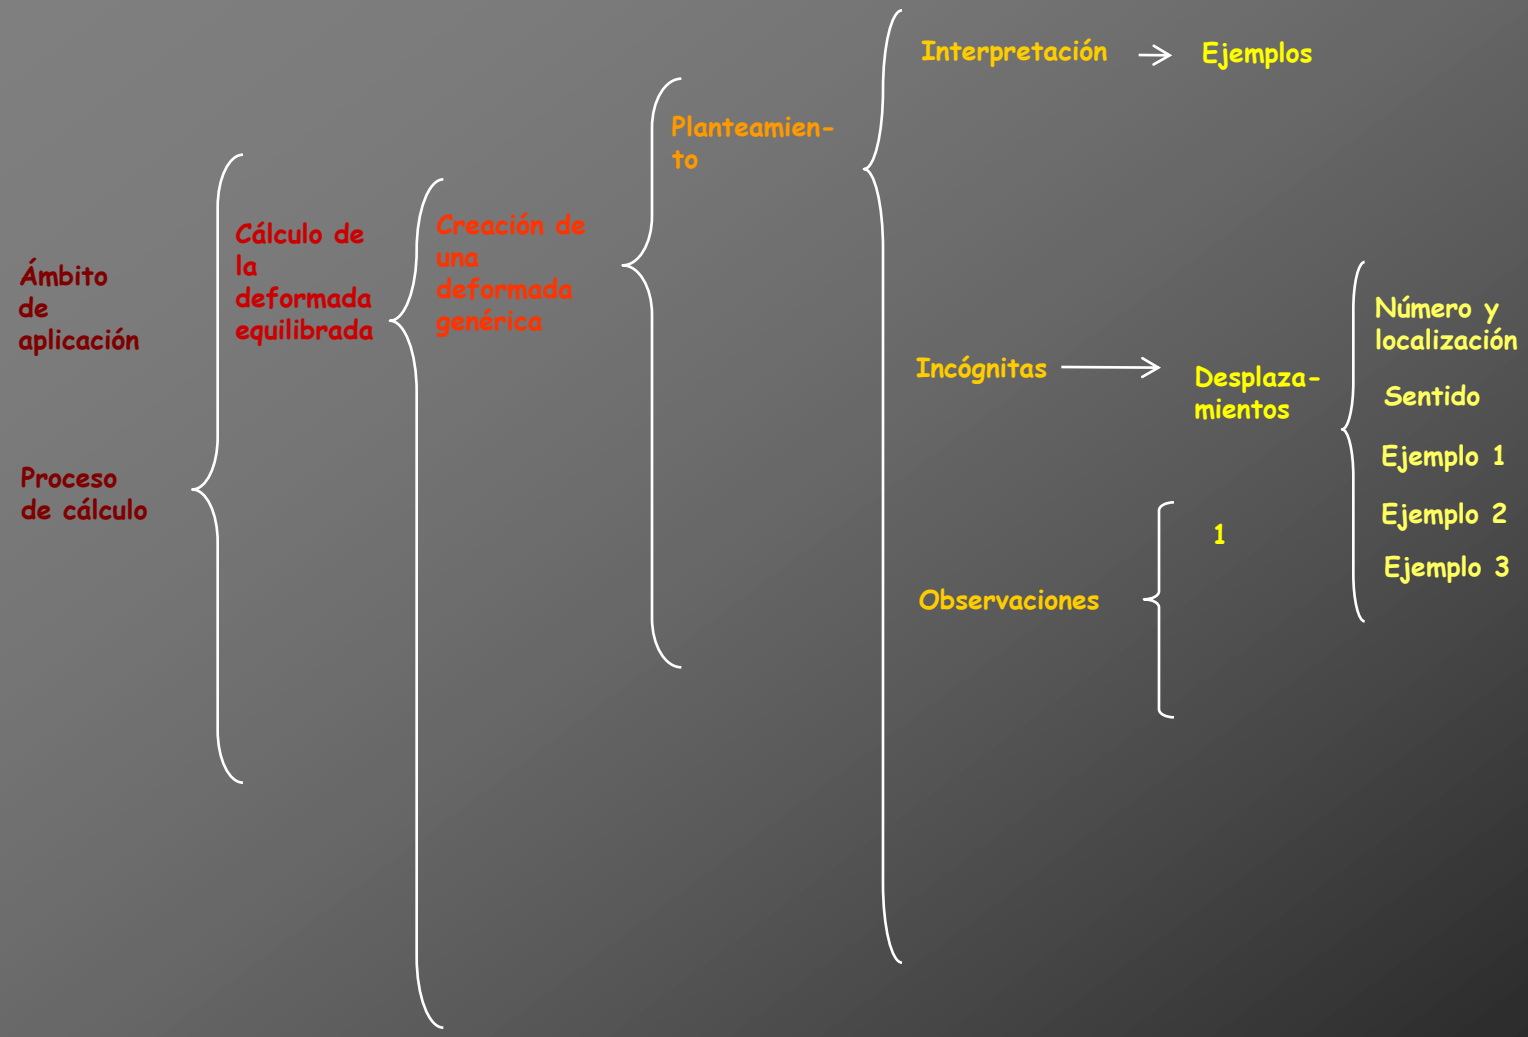 Ámbito
de
aplicación
Proceso
de cálculo
Cálculo de
la
deformada
equilibrada
Creación de
una
deformada
genérica
Planteamien-
to
Interpretación
Ejemplos
Incógnitas
Desplaza-
mientos
Número y
localización
Sentido
Ejemplo 1
Ejemplo 2
Ejemplo 3
Observaciones
1